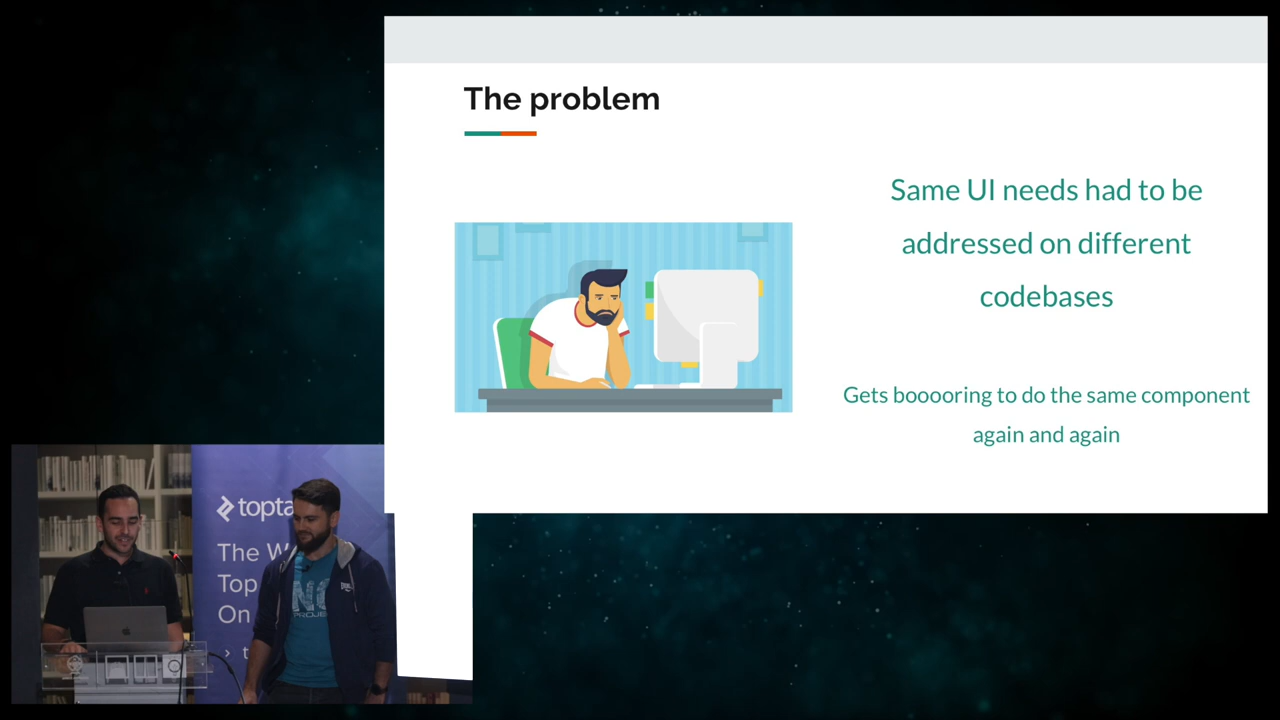 The problem
Same UI needs had to be
addressed on different
codebases
Gets booooring to do the same component
again and again
topta
The W
Top
On
> t